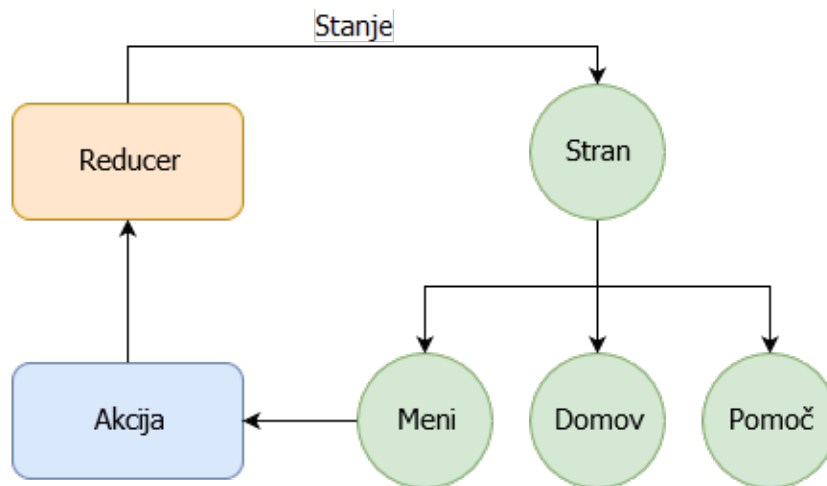 Stanje
Reducer
Stran
Akcija
Meni
Domov
Pomoč